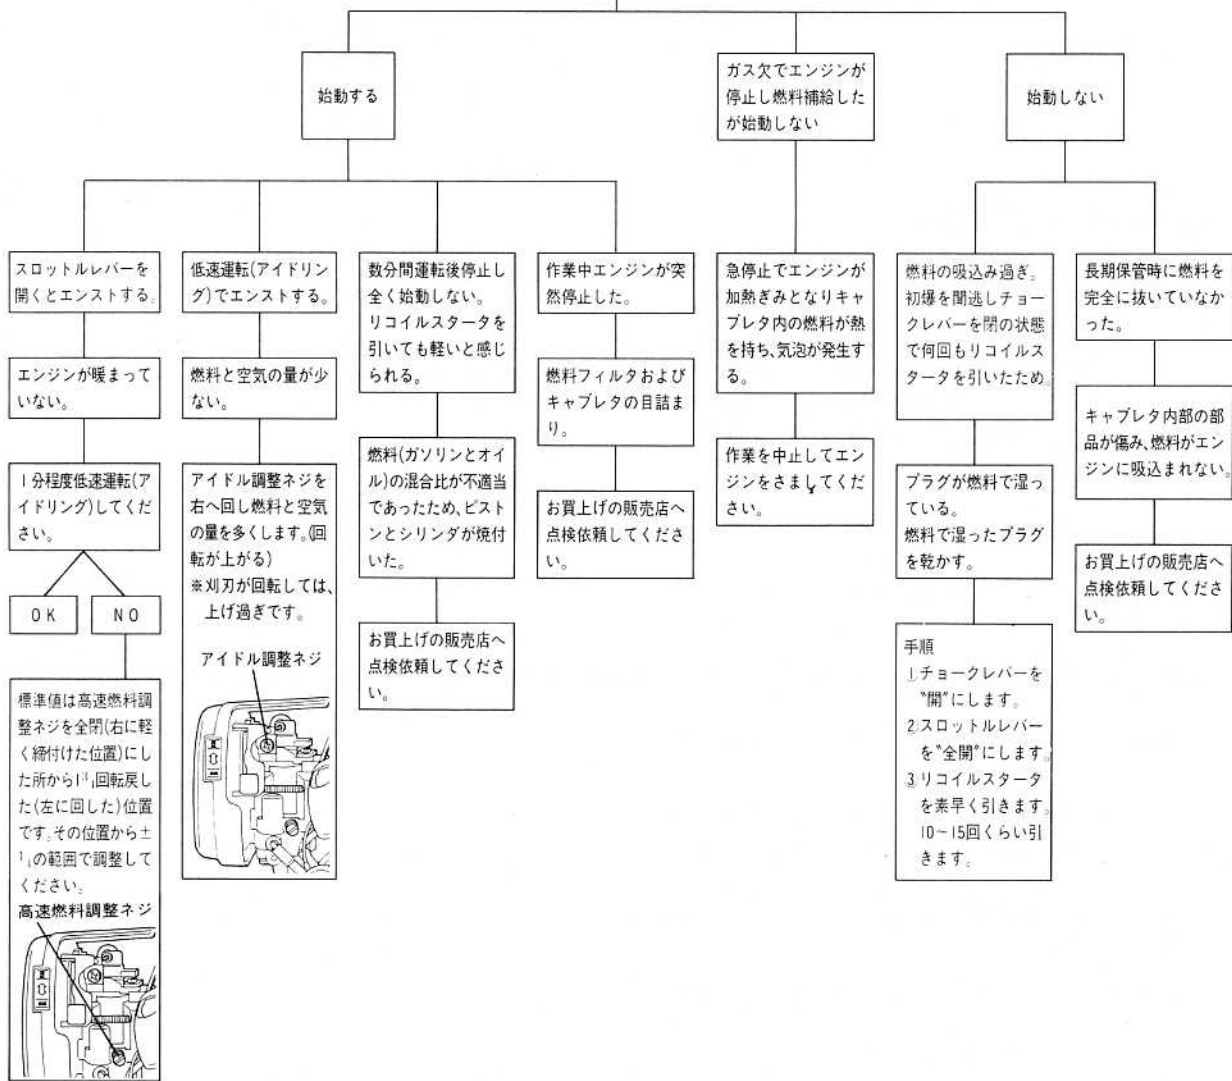 始動する
ガス欠でエンジンが
停止し燃料補給した
が始動しない
始動しない
スロットルレバーを
開くとエンストする。
エンジンが暖まって
いない。
1分程度低速運転(ア
イドリング)してくだ
さい。
OK
NO
標準値は高速燃料調
整ネジを全閉(右に軽
く締付けた位置)にし
た所から
回転戻し
た(左に回した)位置
です。その位置から±
の範囲で調整して
ください。
高速燃料調整ネジ
低速運転(アイドリン
グ)でエンストする。
燃料と空気の量が少
ない。
アイドル調整ネジを
右へ回し燃料と空気
の量を多くします。(回
転が上がる)
※刈刃が回転しては、
上げ過ぎです。
アイドル調整ネジ
数分間運転後停止し
全く始動しない。
リコイルスタータを
引いても軽いと感じ
られる。
燃料(ガソリンとオイ
ル)の混合比が不適当
であったため、ピスト
ンとシリンダが焼付
いた。
お買上げの販売店へ
点検依頼してくださ
い。
作業中エンジンが突
然停止した。
燃料フィルタおよび
キャブレタの目詰ま
り。
お買上げの販売店へ
点検依頼してくださ
い。
急停止でエンジンが
加熱ぎみとなりキャ
ブレタ内の燃料が熱
を持ち、気泡が発生す
る。
作業を中止してエン
ジンをさましてくだ
さい。
燃料の吸込み過ぎ。
初爆を聞逃しチョー
クレバーを閉の状態
で何回もリコイルス
タータを引いたため。
プラグが燃料で湿っ
ている。
燃料で湿ったプラグ
を乾かす。
手順
1.チョークレバーを
"開"にします。
2.スロットルレバー
を"全開"にします。
3.リコイルスタータ
を素早く引きます。
10~15回くらい引
きます。
長期保管時に燃料を
完全に抜いていなか
った。
キャブレタ内部の部
品が傷み、燃料がエン
ジンに吸込まれない。
お買上げの販売店へ
点検依頼してくださ
い。